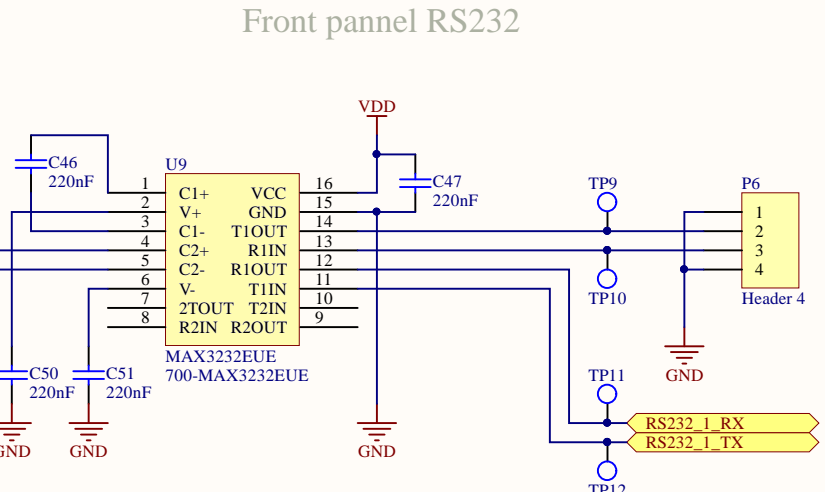 Front pannel RS232
VDD
C46
220nF
U9
C47
220nF
TP9
P6
1 C1+ VCC 16
2 V+ GND 15
3 C1- T1OUT 14
4 C2+ R1IN 13
5 C2- R1OUT 12
6 V- T1IN 11
7 2TOUT T2IN 10
8 R2IN R2OUT 9
1
2
3
4
TP10
Header 4
MAX3232EUE
700-MAX3232EUE
C50
220nF
C51
220nF
GND
TP11
RS232_1_RX
RS232_1_TX
GND
GND
GND
TP12